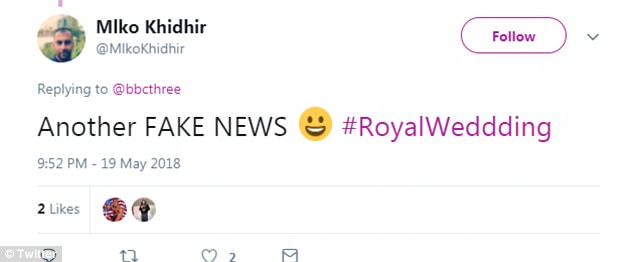 Mlko Khidhir
@MlkoKhidhir
Follow
Replying to @bbcthree
Another FAKE NEWS 😀 #RoyalWeddding
9:52 PM - 19 May 2018
2 Likes
2
© Twitter